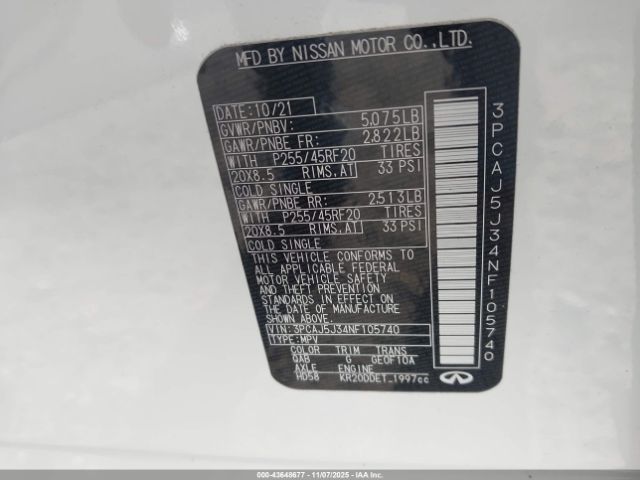 MFD BY NISSAN MOTOR CO.,LTD.
DATE: 10/21
GVWR/PNBV: 5,075LB
GAWR/PNBE FR: 2,822LB
WITH P255/45RF20 TIRES
20X8.5 RIMS,AT 33 PSI
COLD SINGLE
GAWR/PNBE RR: 2,513LB
WITH P255/45RF20 TIRES
20X8.5 RIMS,AT 33 PSI
COLD SINGLE
THIS VEHICLE CONFORMS TO
ALL APPLICABLE FEDERAL
MOTOR VEHICLE SAFETY
AND THEFT PREVENTION
STANDARDS IN EFFECT ON
THE DATE OF MANUFACTURE
SHOWN ABOVE.
VIN: 3PCAJ5J34NF105740
TYPE: MPV
COLOR TRIM TRANS
QAB G GE0F10A
AXLE ENGINE
HD58 KR20DDET_1997cc
3PCAJ5J34NF105740
INFINITI
000-43648677 - 11/07/2025 - IAA Inc.